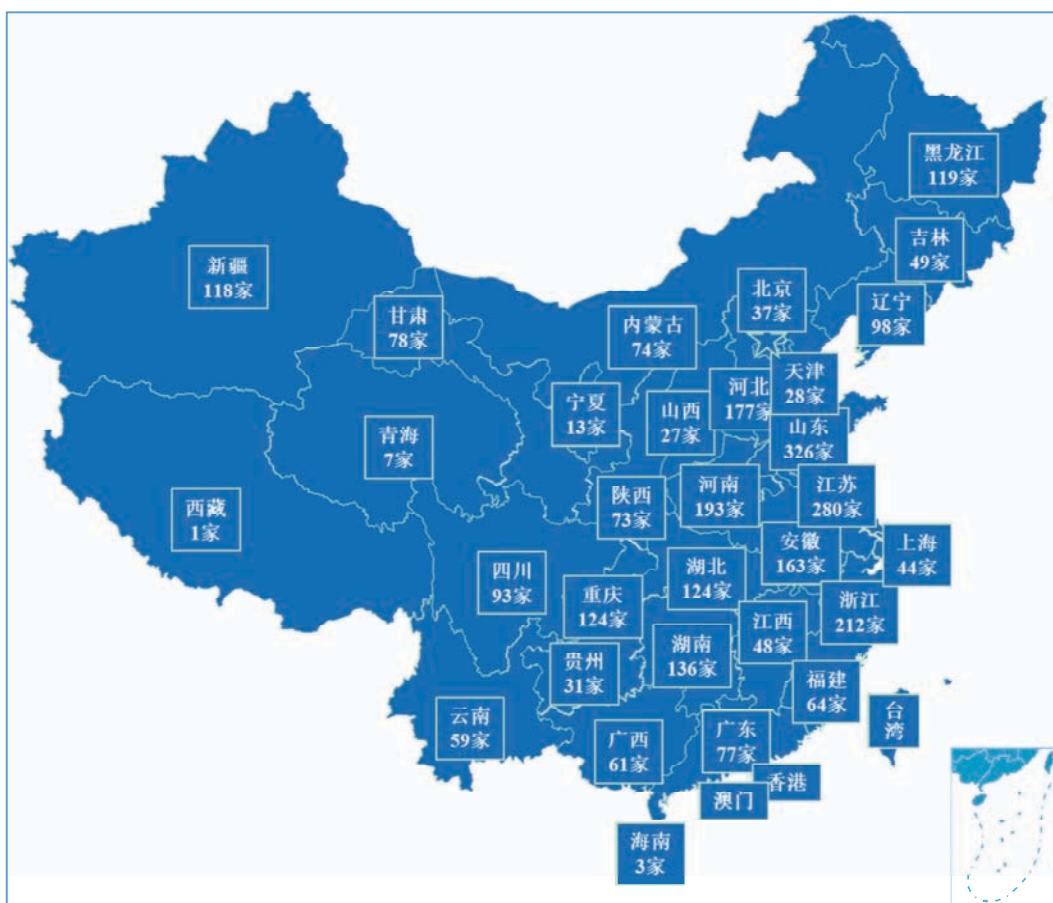 黑龙江
119家
吉林
49家
新疆
118家
北京
37家
辽宁
98家
甘肃
78家
内蒙古
74家
天津
28家
河北
177家
宁夏
13家
山西
27家
山东
326家
青海
7家
陕西
73家
河南
193家
江苏
280家
西藏
1家
安徽
163家
上海
44家
四川
93家
湖北
124家
重庆
124家
浙江
212家
江西
48家
湖南
136家
贵州
31家
福建
64家
云南
59家
台
湾
广西
61家
广东
77家
香港
澳门
海南
3家